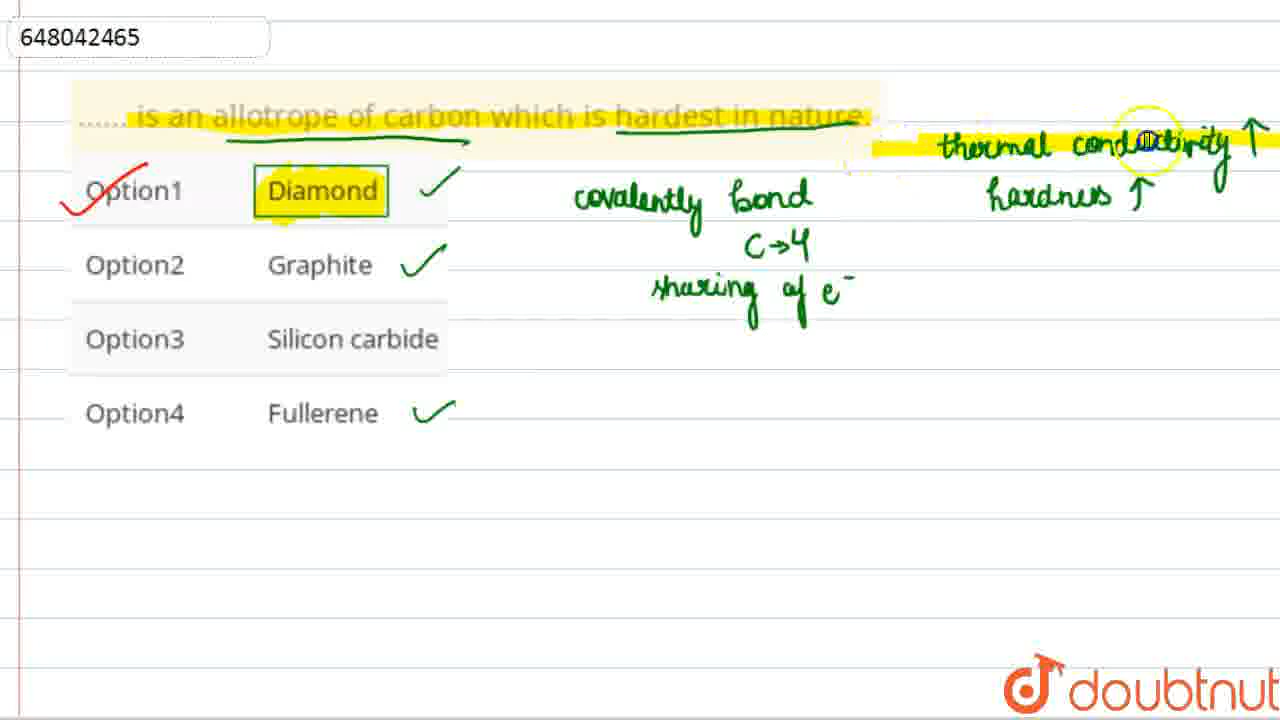 648042465
...... is an allotrope of carbon which is hardest in nature.
thermal conductivity ↑
hardness ↑
Option1 Diamond
covalently bond
C→4
sharing of e⁻
Option2 Graphite
Option3 Silicon carbide
Option4 Fullerene
doubtnut